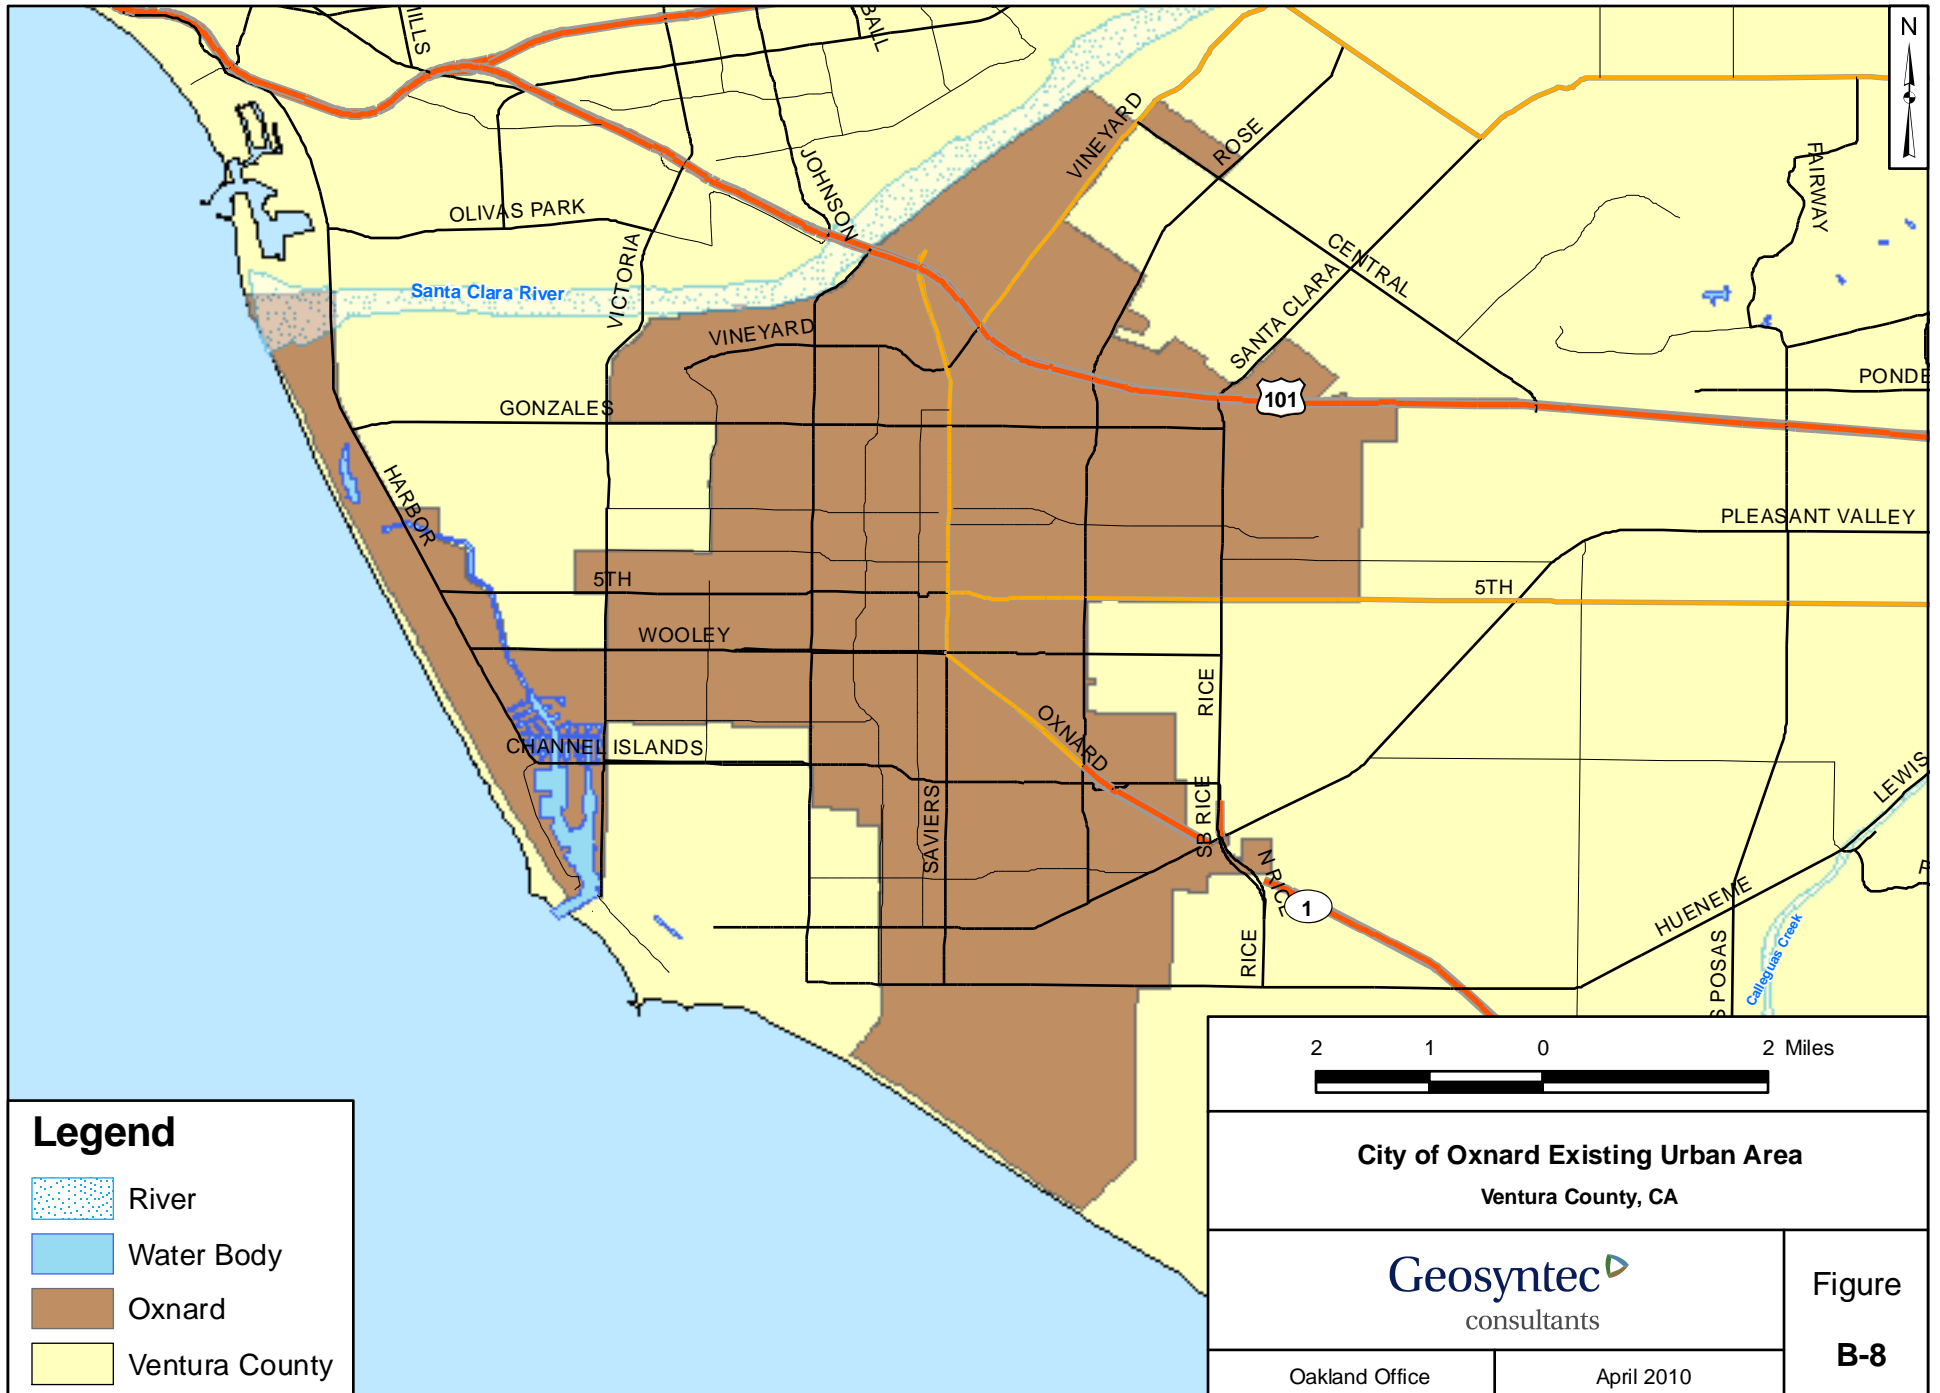 N
BALL
VINEYARD
ROSE
FAIRWAY
JOHNSON
OLIVAS PARK
VICTORIA
CENTRAL
SANTA CLARA
Santa Clara River
VINEYARD
PONDE
101
GONZALES
HARBOR
PLEASANT VALLEY
5TH
5TH
WOOLEY
RICE
OXNARD
CHANNEL ISLANDS
SAVIERS
SB RICE
LEWIS
N RICE
1
HUENEME
RICE
POSAS
Calleguas Creek
2 1 0 2 Miles
City of Oxnard Existing Urban Area
Ventura County, CA
Geosyntec
consultants
Figure
B-8
Oakland Office
April 2010
Legend
River
Water Body
Oxnard
Ventura County